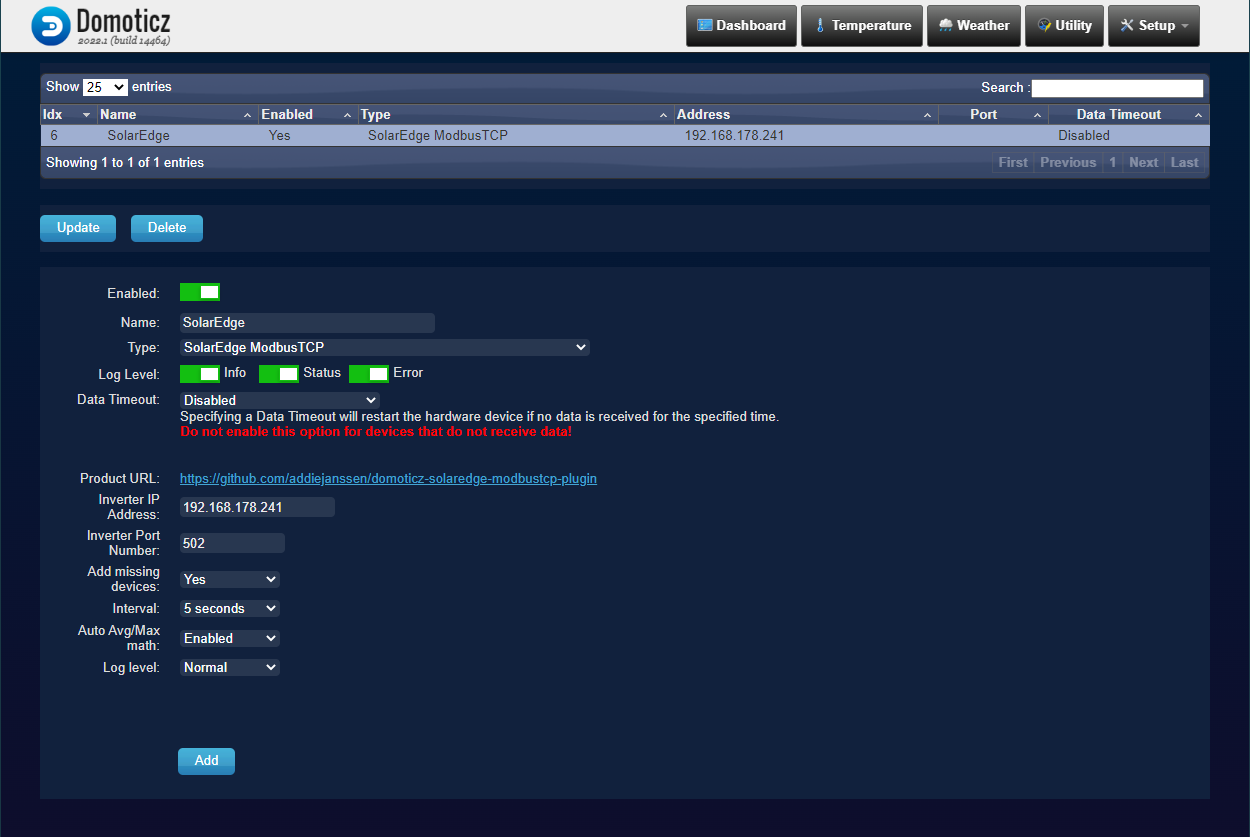 Domoticz
2022.1 (build 14464)
Dashboard Temperature Weather Utility Setup
Show 25 entries Search :
Idx Name Enabled Type Address Port Data Timeout
6 SolarEdge Yes SolarEdge ModbusTCP 192.168.178.241 Disabled
Showing 1 to 1 of 1 entries First Previous 1 Next Last
Update Delete
Enabled:
Name: SolarEdge
Type: SolarEdge ModbusTCP
Log Level: Info Status Error
Data Timeout: Disabled
Specifying a Data Timeout will restart the hardware device if no data is received for the specified time.
Do not enable this option for devices that do not receive data!
Product URL: https://github.com/addiejanssen/domoticz-solaredge-modbustcp-plugin
Inverter IP
Address: 192.168.178.241
Inverter Port
Number: 502
Add missing
devices: Yes
Interval: 5 seconds
Auto Avg/Max
math: Enabled
Log level: Normal
Add